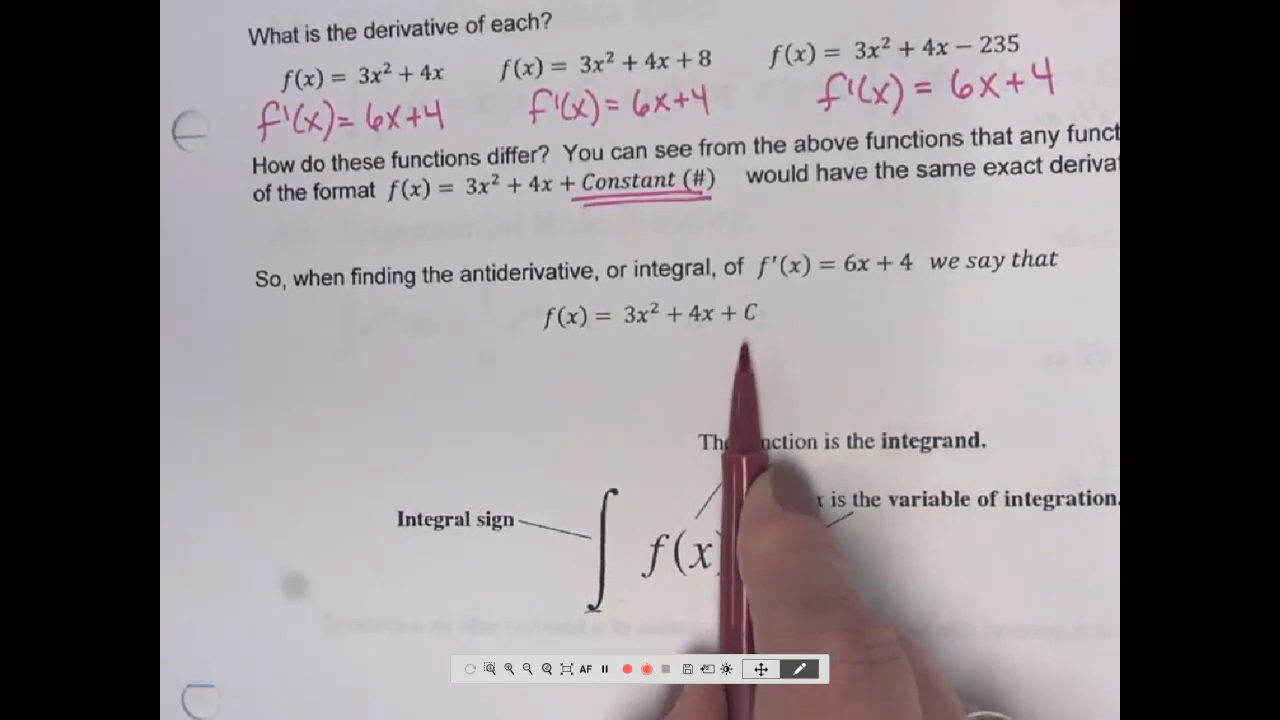 What is the derivative of each?
f(x) = 3x² + 4x f(x) = 3x² + 4x + 8 f(x) = 3x² + 4x − 235
f'(x) = 6x+4 f'(x) = 6x+4 f'(x) = 6x+4
How do these functions differ? You can see from the above functions that any funct
of the format f(x) = 3x² + 4x + Constant (#) would have the same exact deriva
So, when finding the antiderivative, or integral, of f'(x) = 6x + 4 we say that
f(x) = 3x² + 4x + C
nction is the integrand.
x is the variable of integration.
Integral sign
∫ f(x)
AF